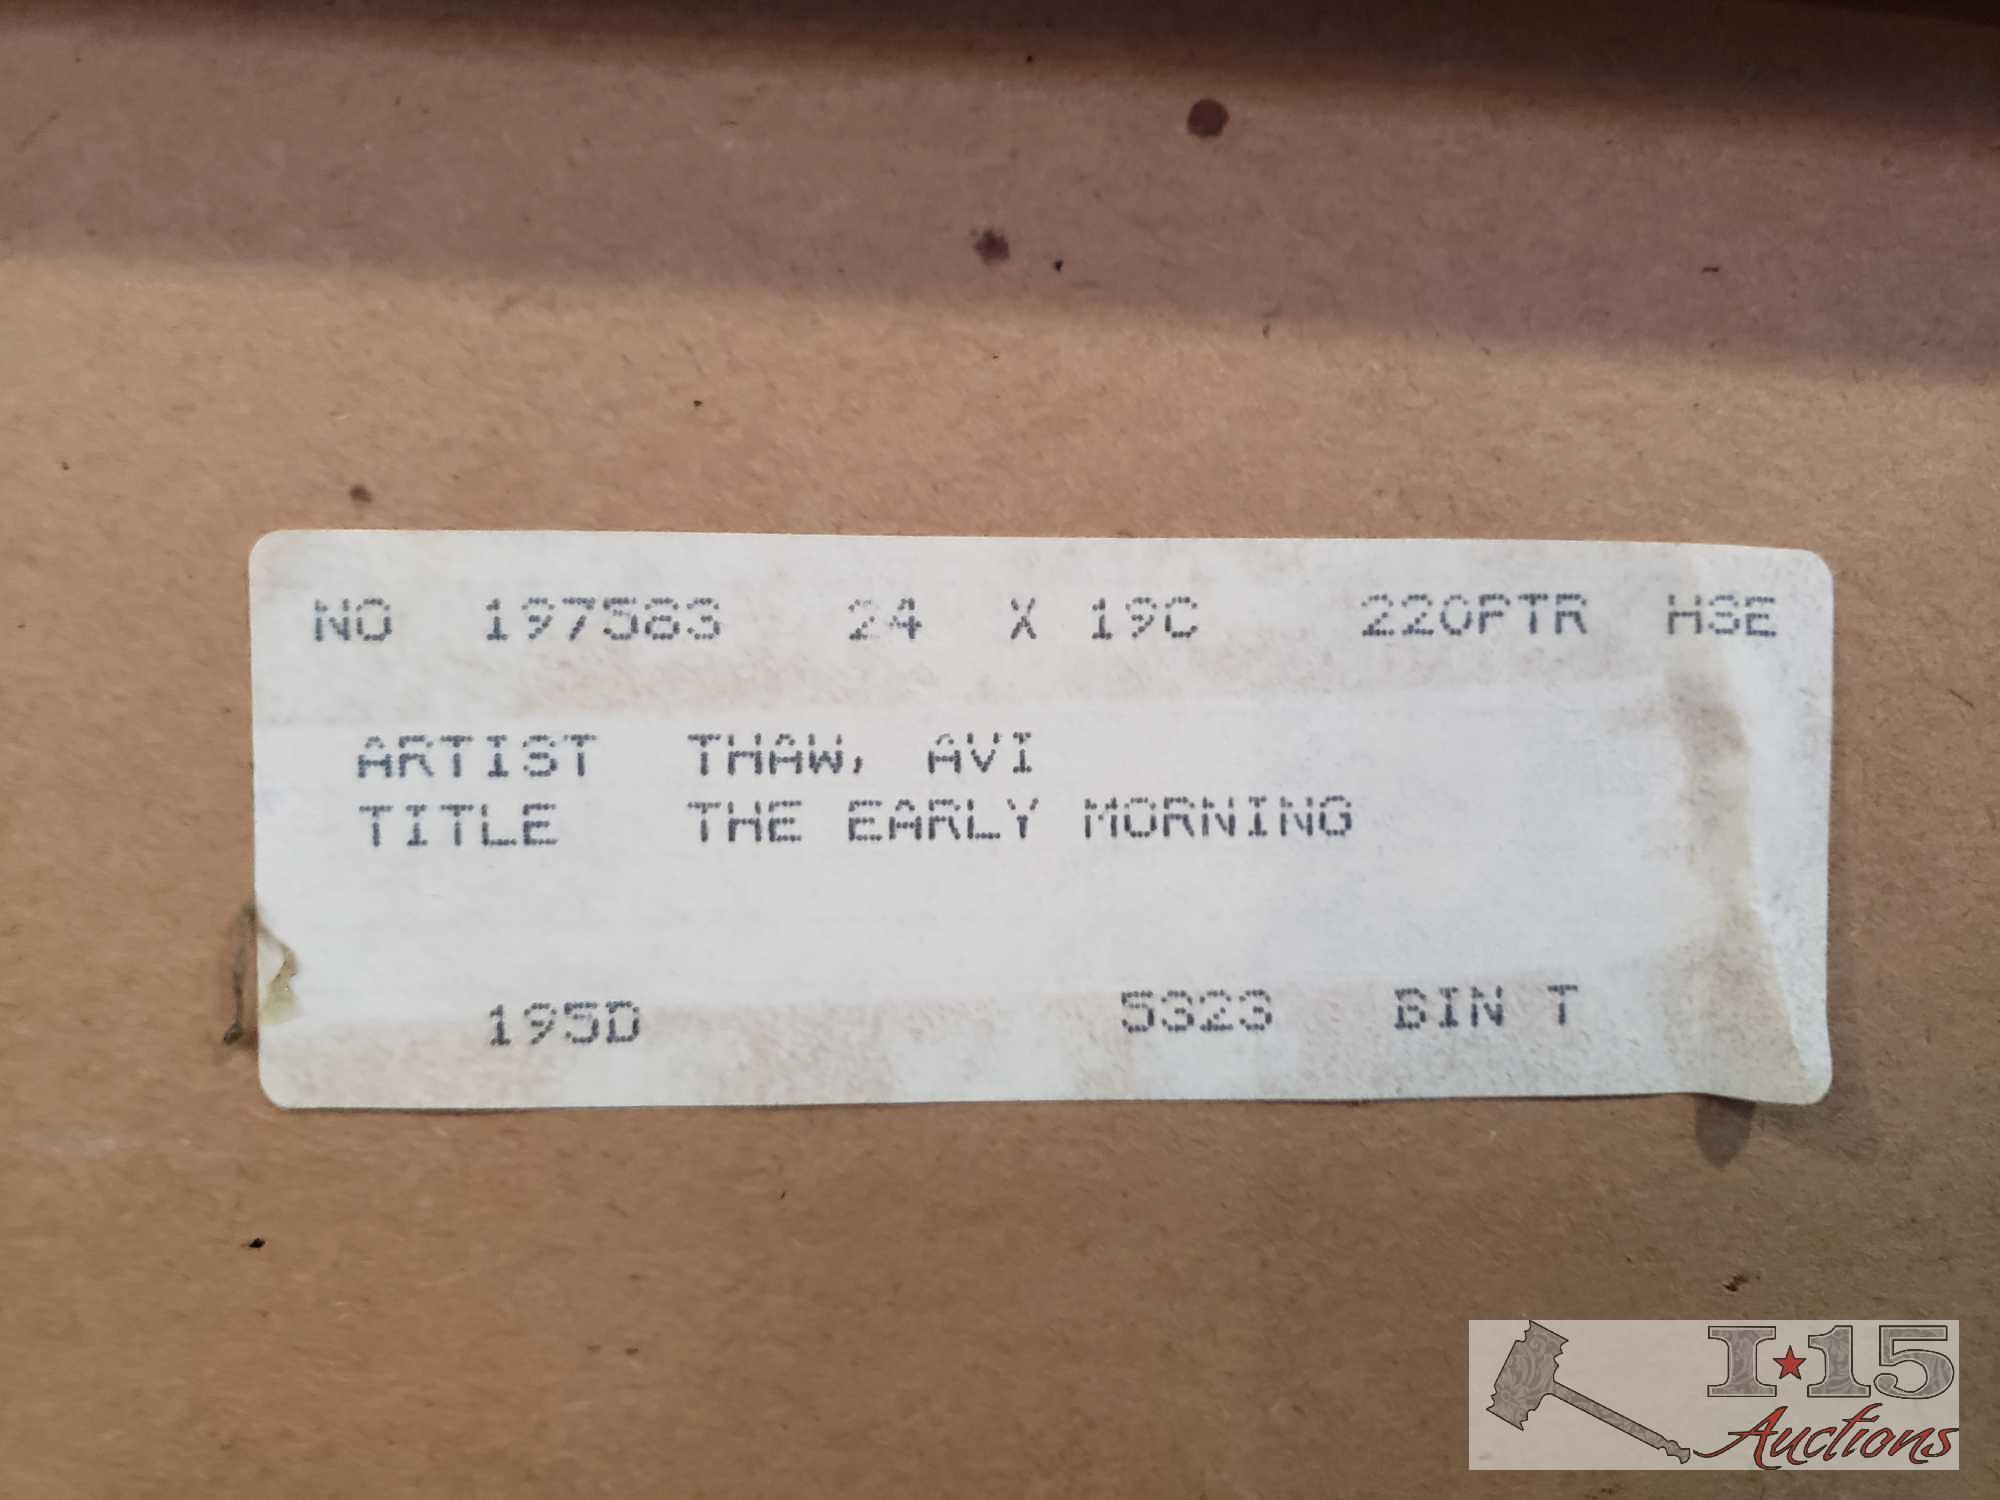 NO 197583 24 X 19C 220PTR HSE
ARTIST THAW, AVI
TITLE THE EARLY MORNING
195D 5323 BIN T
I★15
Auctions